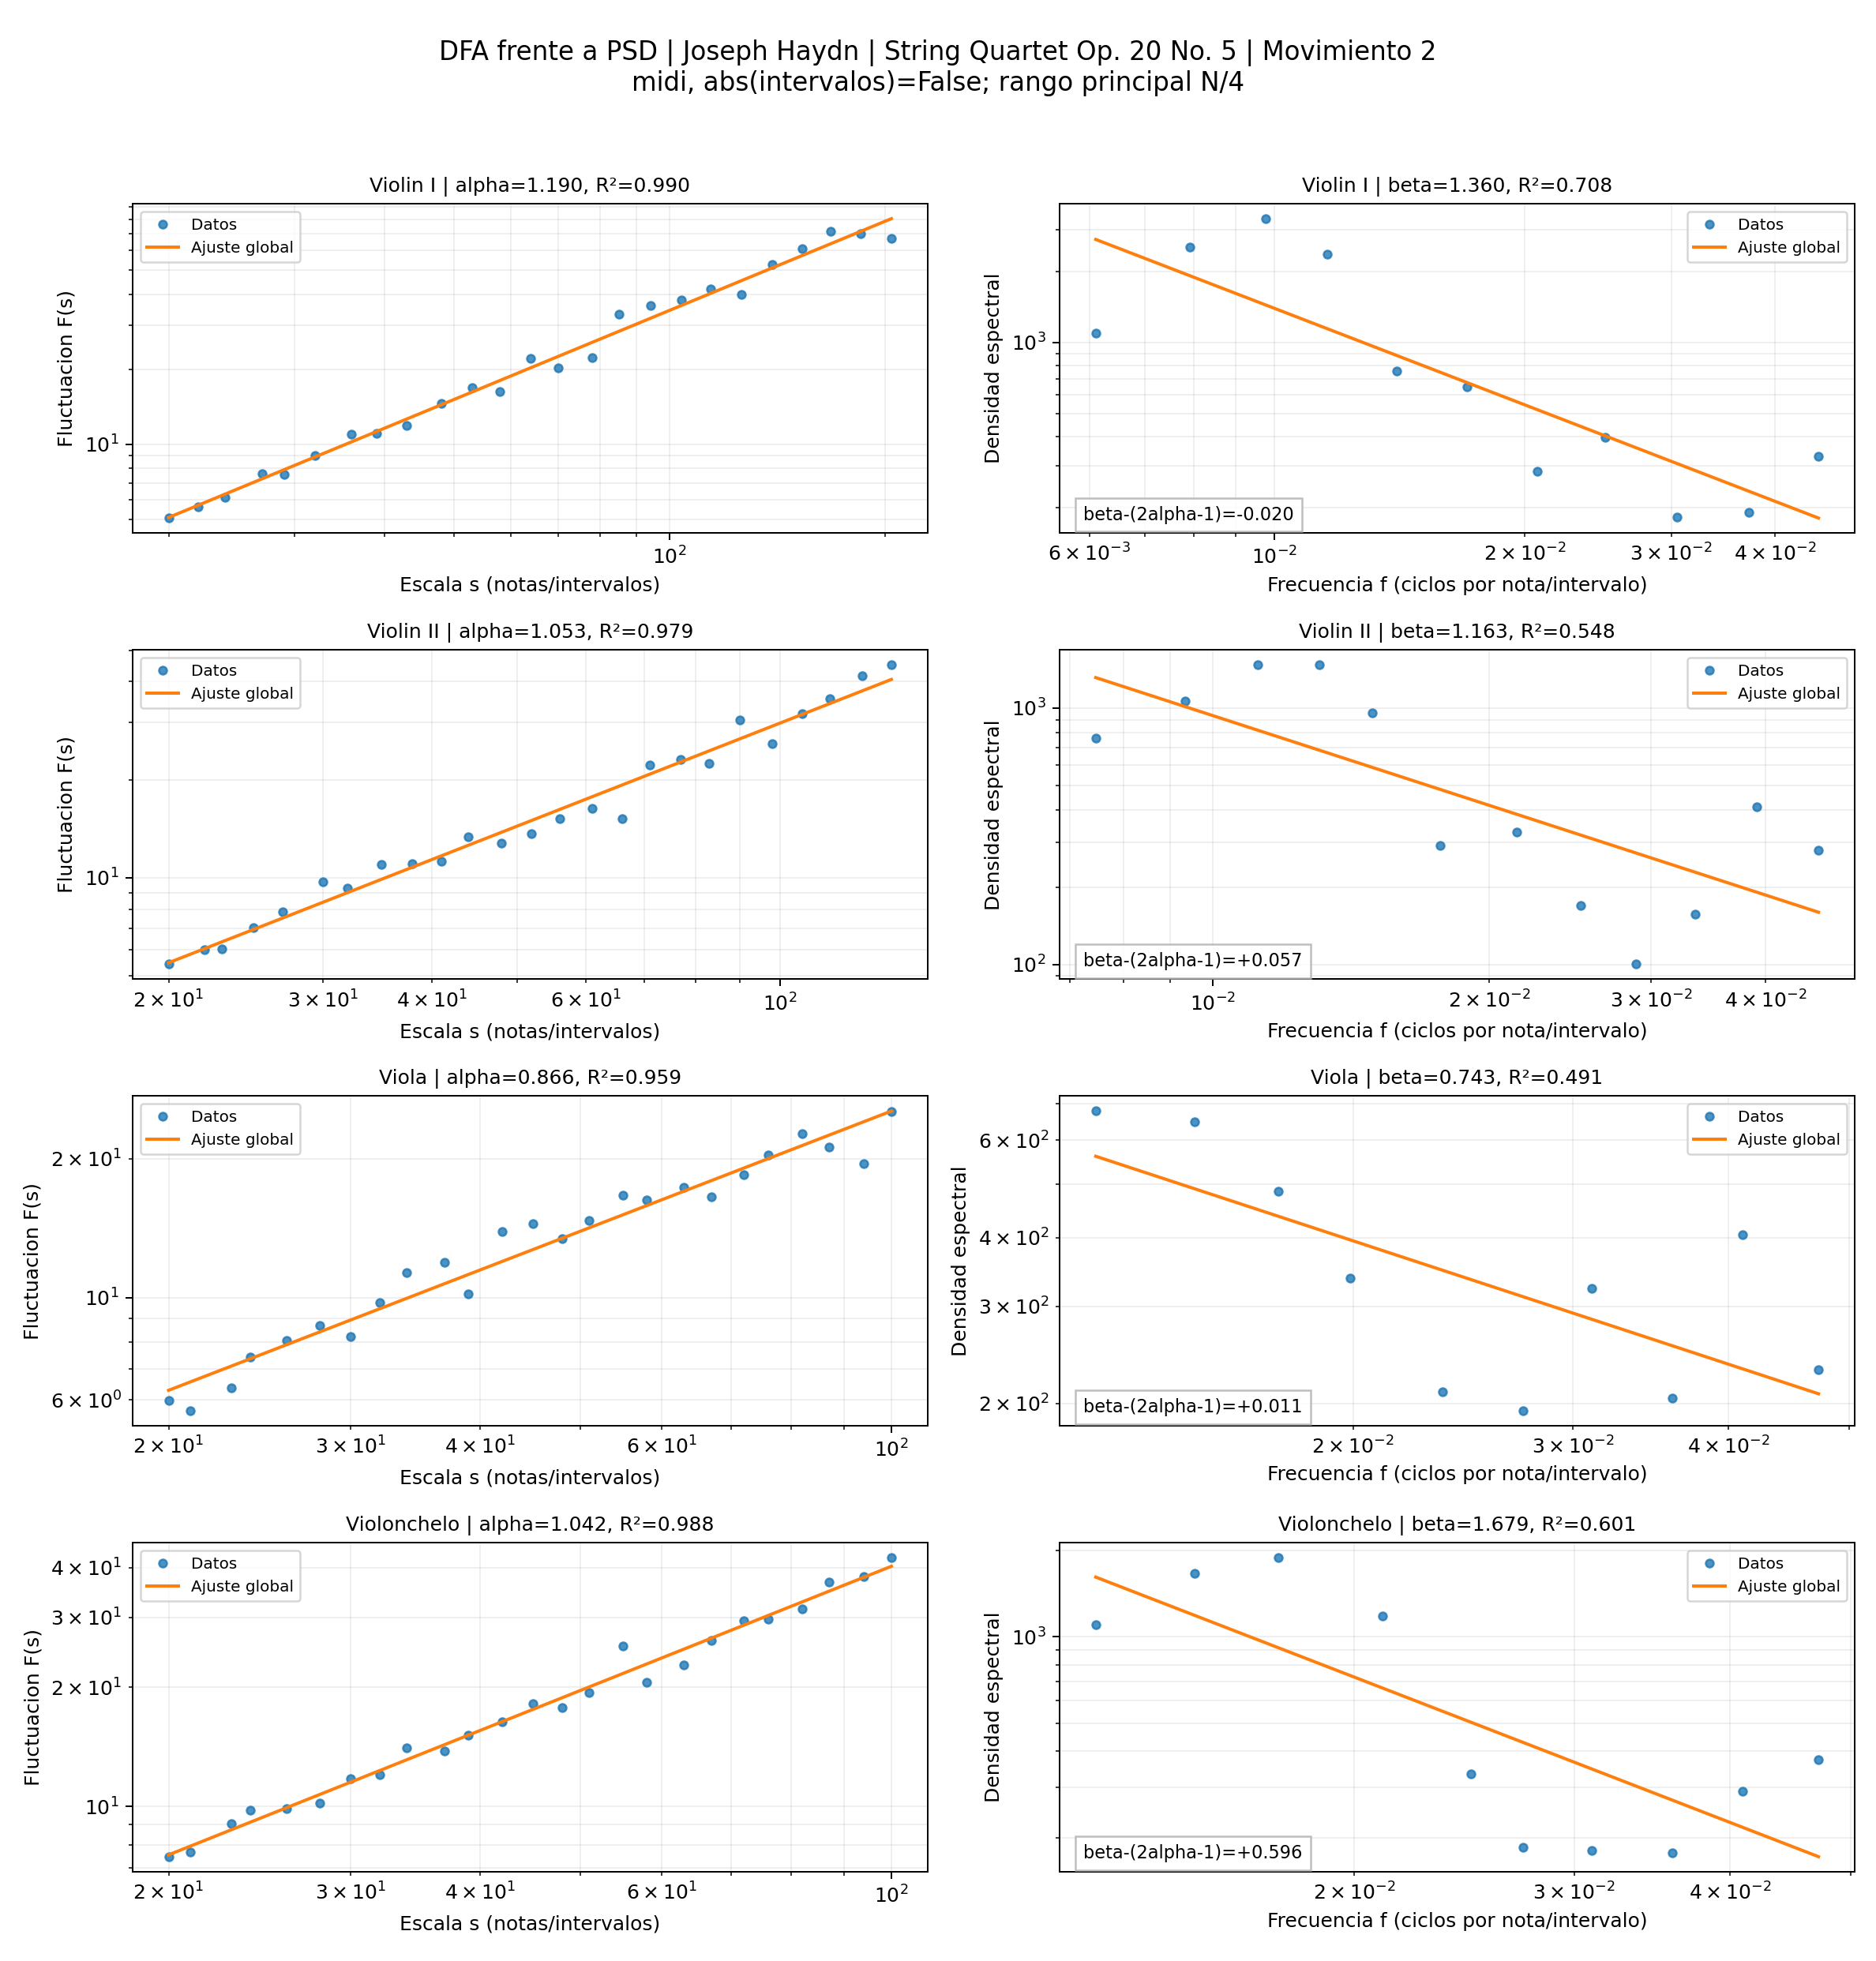 DFA frente a PSD | Joseph Haydn | String Quartet Op. 20 No. 5 | Movimiento 2
midi, abs(intervalos)=False; rango principal N/4
Violin I | alpha=1.190, R²=0.990
Datos
Ajuste global
Fluctuacion F(s)
10¹
10²
Escala s (notas/intervalos)
Violin I | beta=1.360, R²=0.708
Datos
Ajuste global
Densidad espectral
10³
beta-(2alpha-1)=-0.020
6×10⁻³ 10⁻² 2×10⁻² 3×10⁻² 4×10⁻²
Frecuencia f (ciclos por nota/intervalo)
Violin II | alpha=1.053, R²=0.979
Datos
Ajuste global
Fluctuacion F(s)
10¹
2×10¹ 3×10¹ 4×10¹ 6×10¹ 10²
Escala s (notas/intervalos)
Violin II | beta=1.163, R²=0.548
Datos
Ajuste global
Densidad espectral
10³
10²
beta-(2alpha-1)=+0.057
10⁻² 2×10⁻² 3×10⁻² 4×10⁻²
Frecuencia f (ciclos por nota/intervalo)
Viola | alpha=0.866, R²=0.959
Datos
Ajuste global
Fluctuacion F(s)
2×10¹
10¹
6×10⁰
2×10¹ 3×10¹ 4×10¹ 6×10¹ 10²
Escala s (notas/intervalos)
Viola | beta=0.743, R²=0.491
Datos
Ajuste global
Densidad espectral
6×10²
4×10²
3×10²
2×10²
beta-(2alpha-1)=+0.011
2×10⁻² 3×10⁻² 4×10⁻²
Frecuencia f (ciclos por nota/intervalo)
Violonchelo | alpha=1.042, R²=0.988
Datos
Ajuste global
Fluctuacion F(s)
4×10¹
3×10¹
2×10¹
10¹
2×10¹ 3×10¹ 4×10¹ 6×10¹ 10²
Escala s (notas/intervalos)
Violonchelo | beta=1.679, R²=0.601
Datos
Ajuste global
Densidad espectral
10³
beta-(2alpha-1)=+0.596
2×10⁻² 3×10⁻² 4×10⁻²
Frecuencia f (ciclos por nota/intervalo)